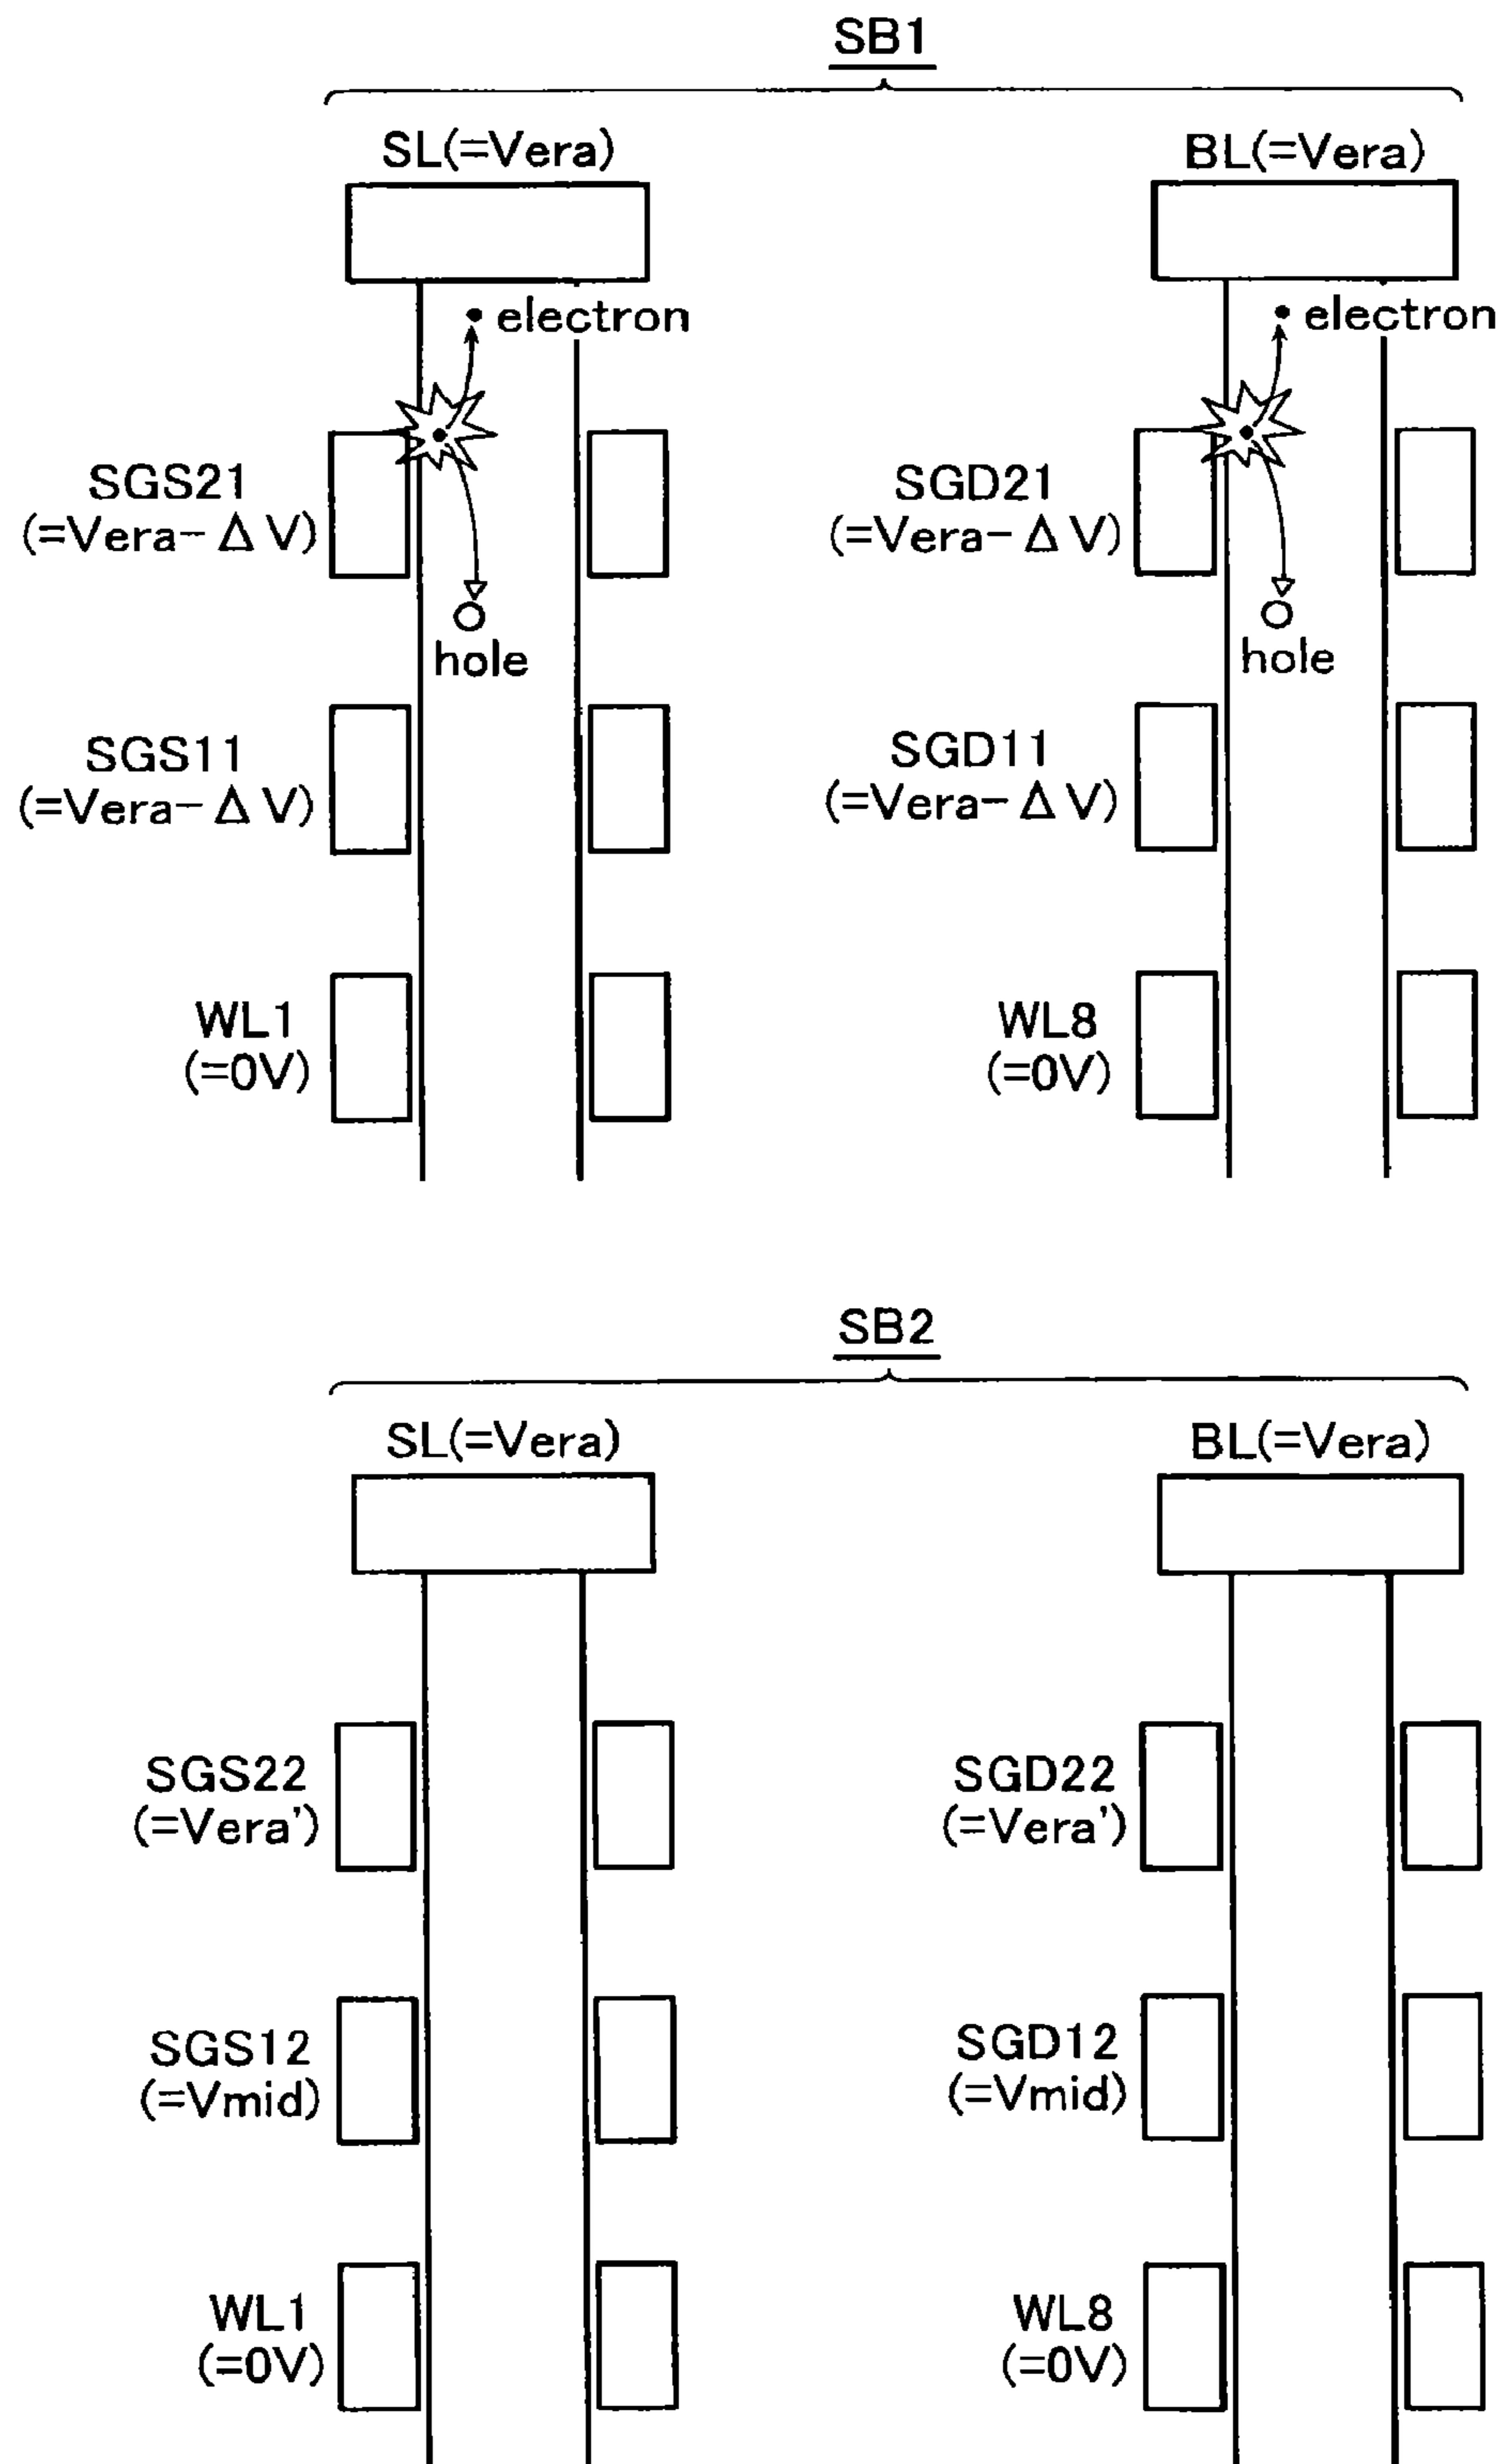 SB1
SL(=Vera)
BL(=Vera)
electron
electron
SGS21
(=Vera-ΔV)
SGD21
(=Vera-ΔV)
hole
hole
SGS11
(=Vera-ΔV)
SGD11
(=Vera-ΔV)
WL1
(=0V)
WL8
(=0V)
SB2
SL(=Vera)
BL(=Vera)
SGS22
(=Vera')
SGD22
(=Vera')
SGS12
(=Vmid)
SGD12
(=Vmid)
WL1
(=0V)
WL8
(=0V)